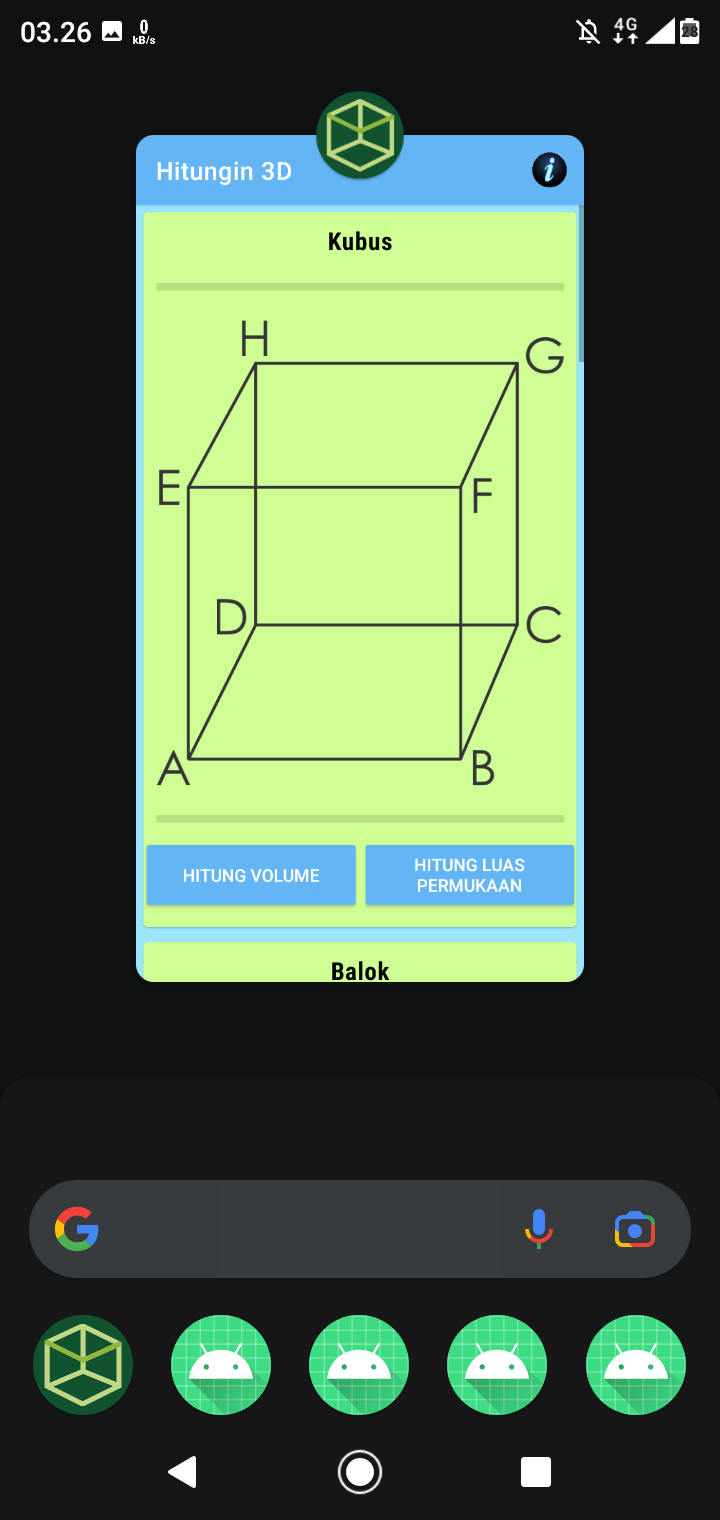 03.26 0 kB/s 4G 28
Hitungin 3D i
Kubus
H
G
E
F
D
C
A
B
HITUNG VOLUME
HITUNG LUAS
PERMUKAAN
Balok
G